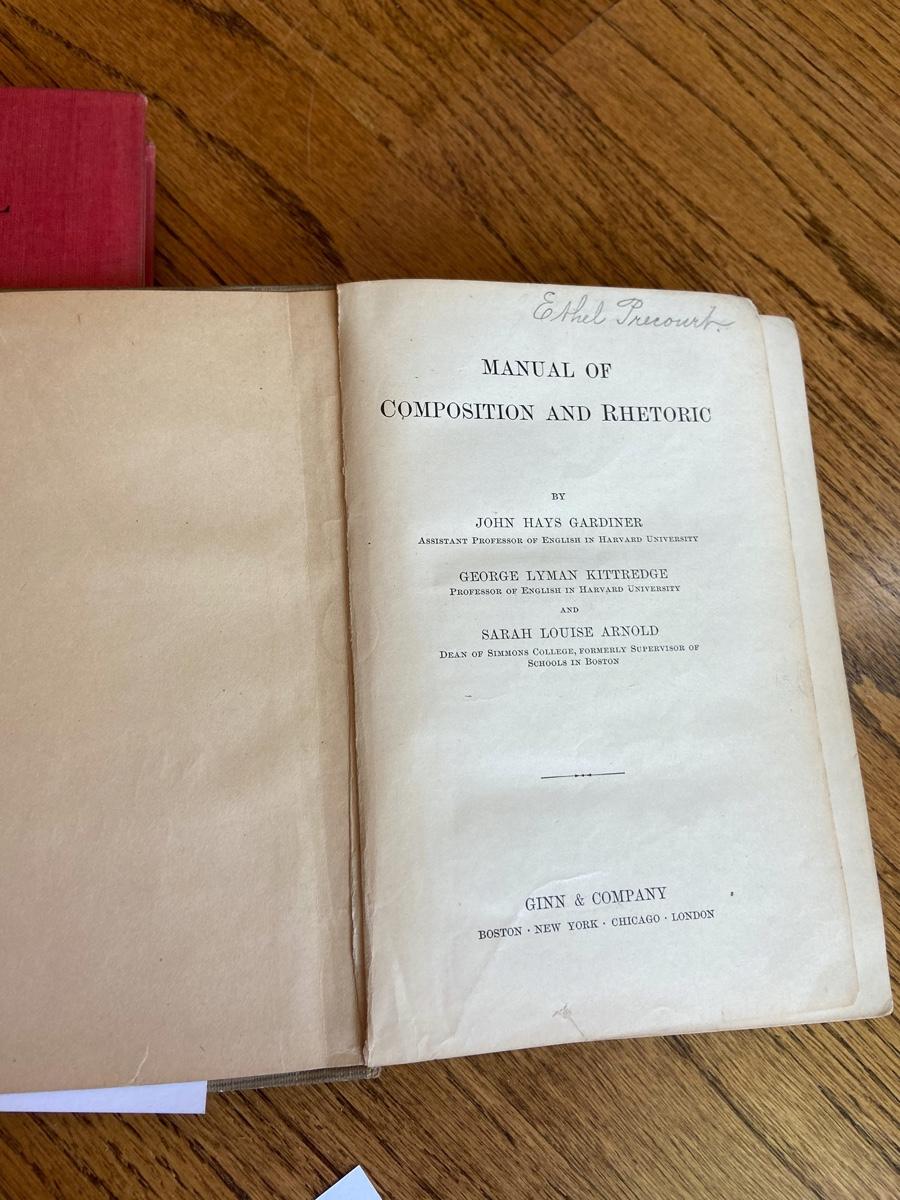 Ethel Precourt.
MANUAL OF
COMPOSITION AND RHETORIC
BY
JOHN HAYS GARDINER
ASSISTANT PROFESSOR OF ENGLISH IN HARVARD UNIVERSITY
GEORGE LYMAN KITTREDGE
PROFESSOR OF ENGLISH IN HARVARD UNIVERSITY
AND
SARAH LOUISE ARNOLD
DEAN OF SIMMONS COLLEGE, FORMERLY SUPERVISOR OF
SCHOOLS IN BOSTON
GINN & COMPANY
BOSTON · NEW YORK · CHICAGO · LONDON